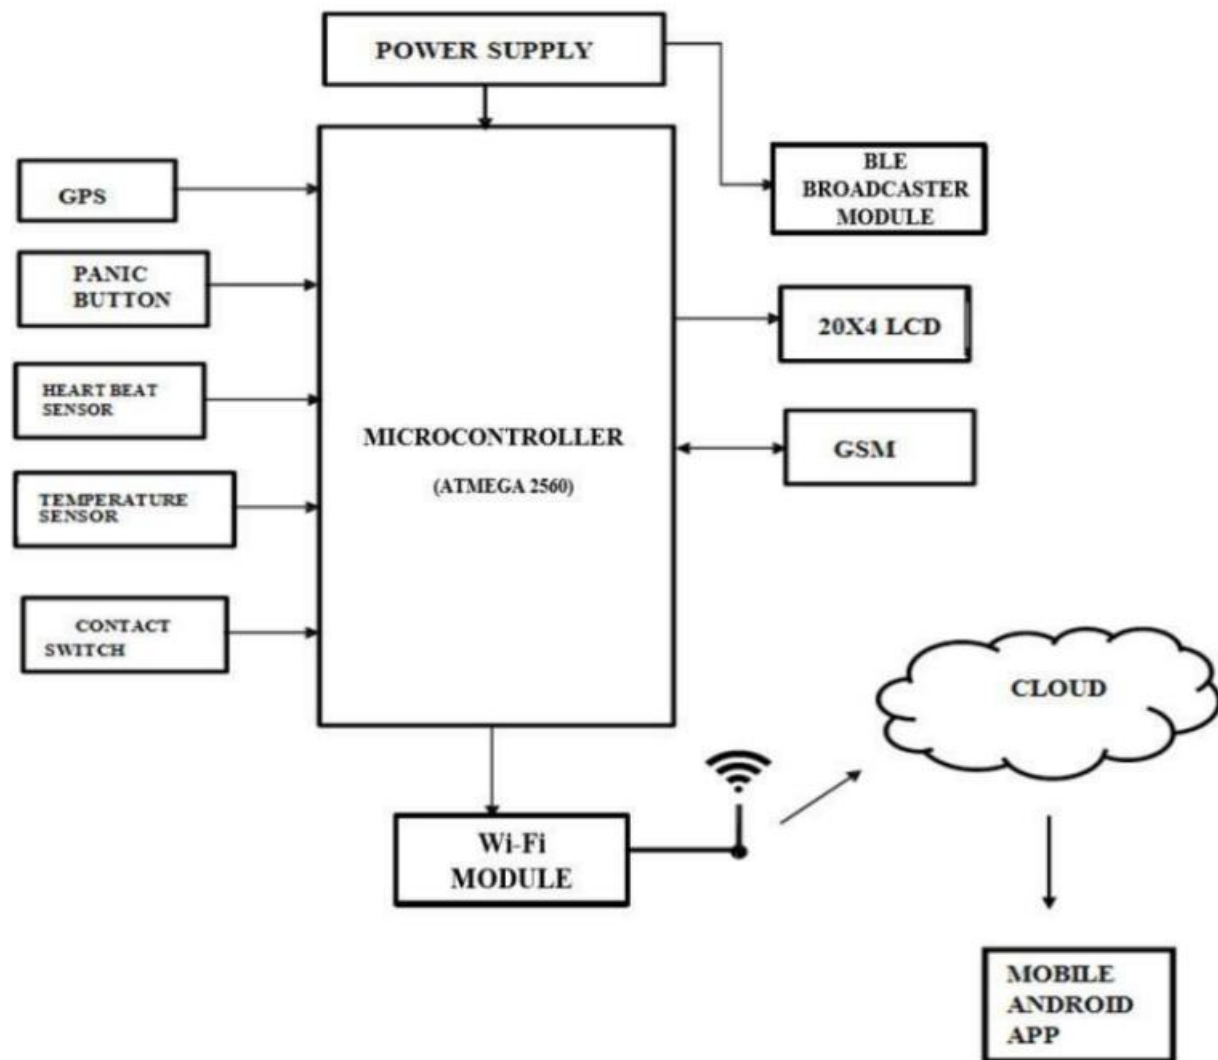 POWER SUPPLY
GPS
PANIC
BUTTON
HEART BEAT
SENSOR
TEMPERATURE
SENSOR
CONTACT
SWITCH
MICROCONTROLLER
(ATMEGA 2560)
BLE
BROADCASTER
MODULE
20X4 LCD
GSM
Wi-Fi
MODULE
CLOUD
MOBILE
ANDROID
APP